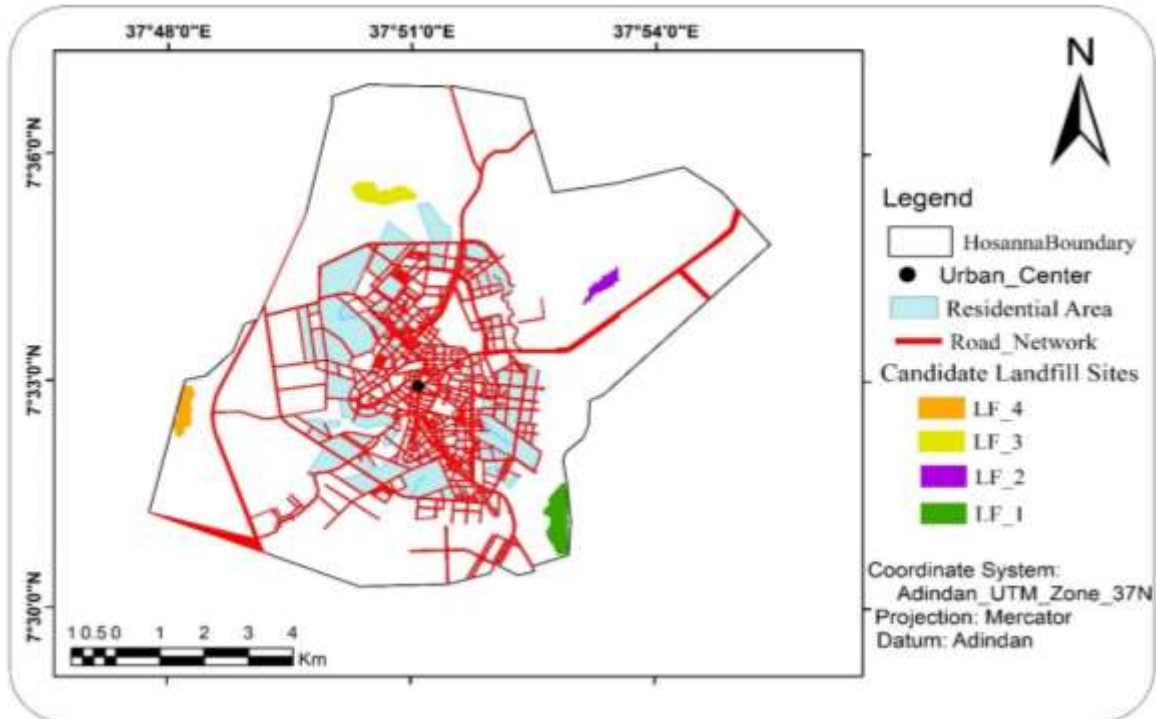 37°48'0"E 37°51'0"E 37°54'0"E
N
7°36'0"N
7°33'0"N
7°30'0"N
Legend
HosannaBoundary
Urban_Center
Residential Area
Road_Network
Candidate Landfill Sites
LF_4
LF_3
LF_2
LF_1
Coordinate System:
Adindan_UTM_Zone_37N
Projection: Mercator
Datum: Adindan
1 0.5 0 1 2 3 4
Km